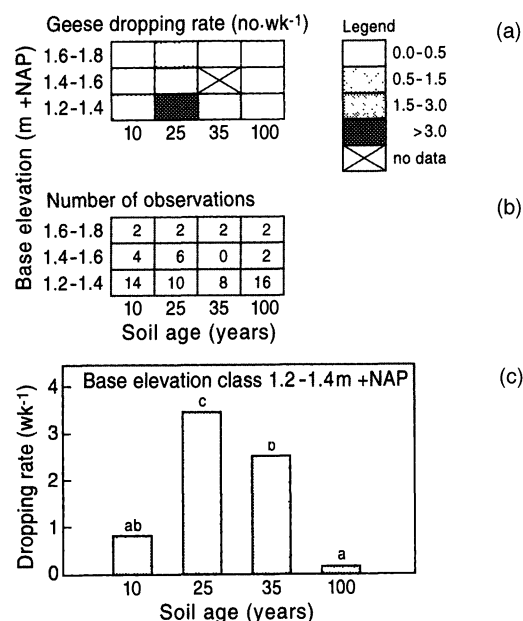 Geese dropping rate (no.wk-1)
Legend
(a)
1.6-1.8
1.4-1.6
1.2-1.4
10 25 35 100
0.0-0.5
0.5-1.5
1.5-3.0
>3.0
no data
Base elevation (m +NAP)
Number of observations
(b)
1.6-1.8 2 2 2 2
1.4-1.6 4 6 0 2
1.2-1.4 14 10 8 16
10 25 35 100
Soil age (years)
(c)
Base elevation class 1.2-1.4m +NAP
Dropping rate (wk-1)
4
3
2
1
0
ab
c
b
a
10 25 35 100
Soil age (years)